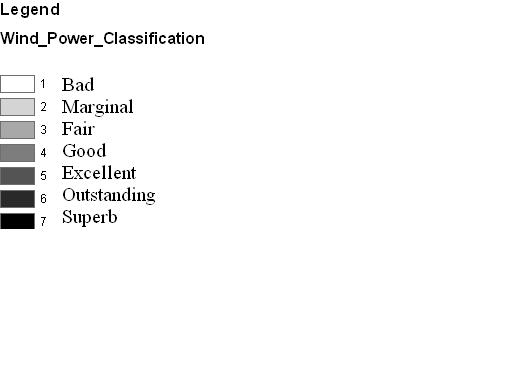 Legend
Wind_Power_Classification
1 Bad
2 Marginal
3 Fair
4 Good
5 Excellent
6 Outstanding
7 Superb